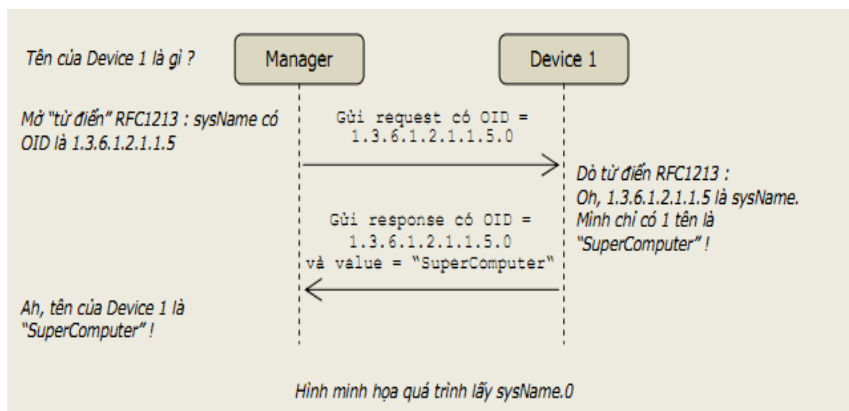 Tên của Device 1 là gì ?
Manager
Device 1
Mở “từ điển” RFC1213 : sysName có
OID là 1.3.6.1.2.1.1.5
Gửi request có OID =
1.3.6.1.2.1.1.5.0
Dò từ điển RFC1213 :
Oh, 1.3.6.1.2.1.1.5 là sysName.
Mình chỉ có 1 tên là
“SuperComputer” !
Gửi response có OID =
1.3.6.1.2.1.1.5.0
và value = “SuperComputer“
Ah, tên của Device 1 là
“SuperComputer” !
Hình minh họa quá trình lấy sysName.0